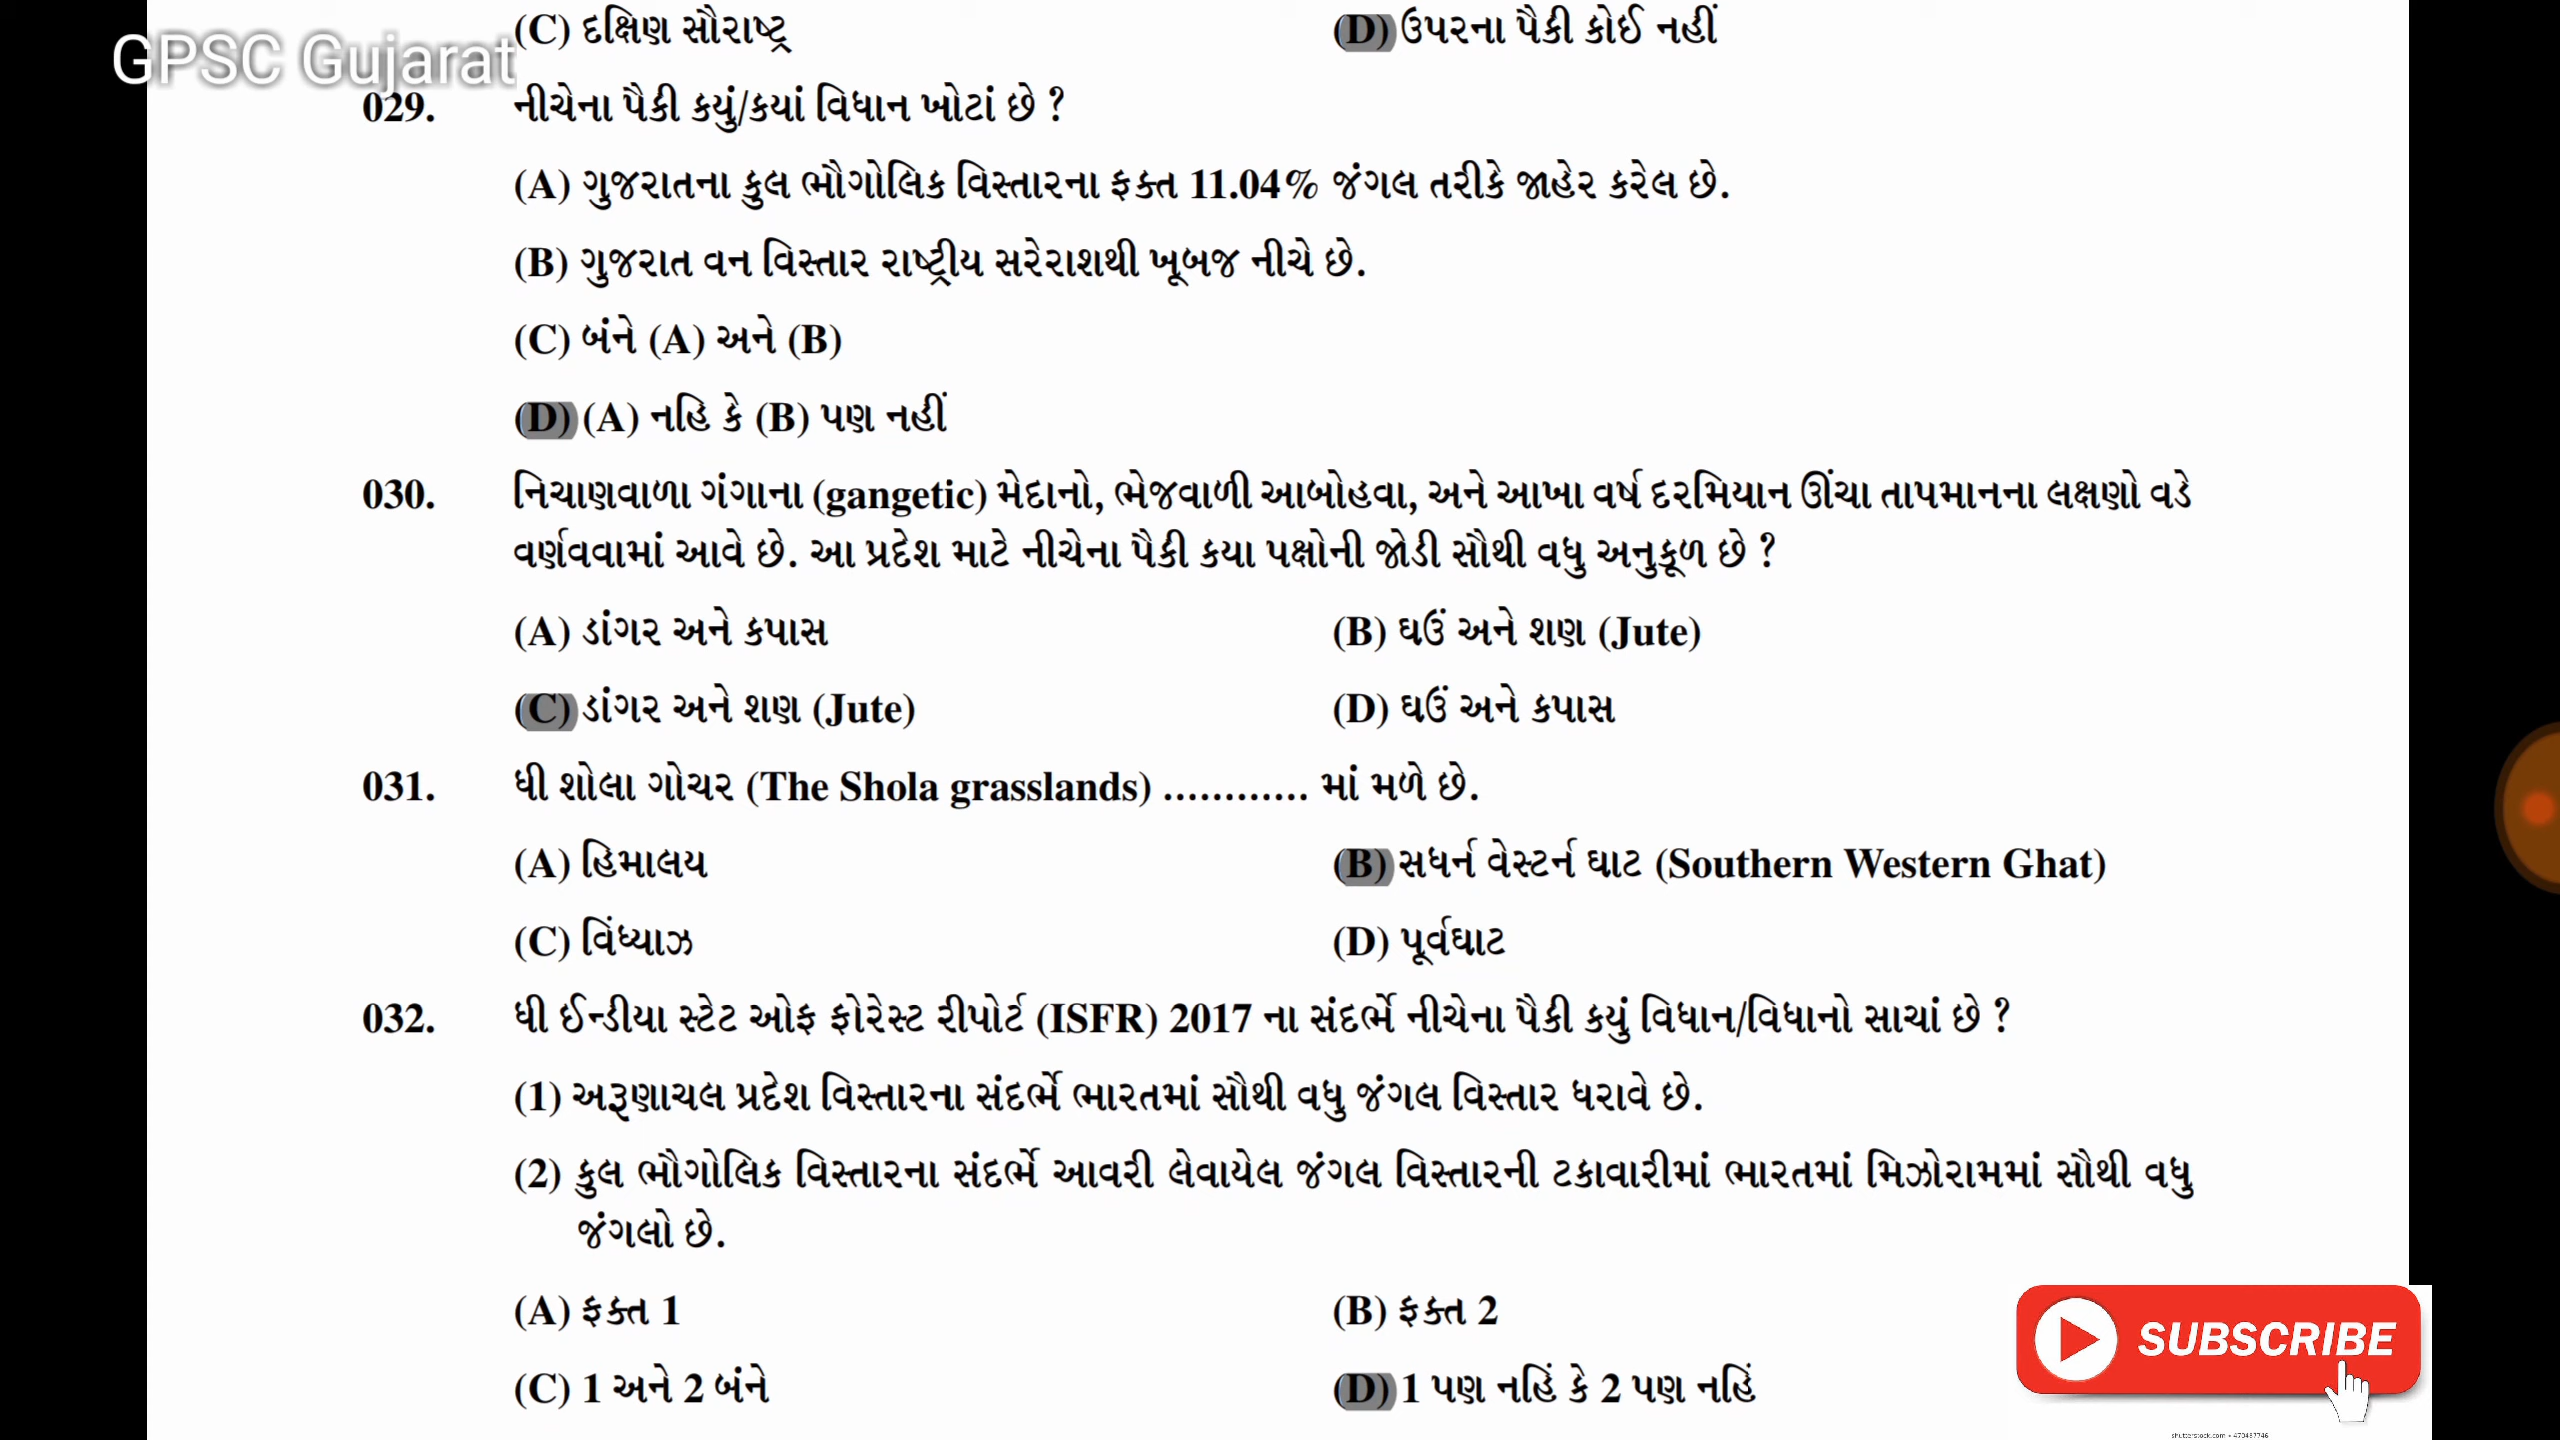 (C) દક્ષિણ સૌરાષ્ટ્ર (D) ઉપરના પૈકી કોઈ નહીં
GPSC Gujarat
029. નીચેના પૈકી કયું/કયાં વિધાન ખોટાં છે ?
(A) ગુજરાતના કુલ ભૌગોલિક વિસ્તારના ફક્ત 11.04% જંગલ તરીકે જાહેર કરેલ છે.
(B) ગુજરાત વન વિસ્તાર રાષ્ટ્રીય સરેરાશથી ખૂબજ નીચે છે.
(C) બંને (A) અને (B)
(D) (A) નહિ કે (B) પણ નહીં
030. નિચાણવાળા ગંગાના (gangetic) મેદાનો, ભેજવાળી આબોહવા, અને આખા વર્ષ દરમિયાન ઊંચા તાપમાનના લક્ષણો વડે
વર્ણવવામાં આવે છે. આ પ્રદેશ માટે નીચેના પૈકી કયા પક્ષોની જોડી સૌથી વધુ અનુકૂળ છે ?
(A) ડાંગર અને કપાસ (B) ઘઉં અને શણ (Jute)
(C) ડાંગર અને શણ (Jute) (D) ઘઉં અને કપાસ
031. ધી શોલા ગોચર (The Shola grasslands) ............ માં મળે છે.
(A) હિમાલય (B) સધર્ન વેસ્ટર્ન ઘાટ (Southern Western Ghat)
(C) વિંધ્યાઝ (D) પૂર્વઘાટ
032. ધી ઈન્ડીયા સ્ટેટ ઓફ ફોરેસ્ટ રીપોર્ટ (ISFR) 2017 ના સંદર્ભે નીચેના પૈકી કયું વિધાન/વિધાનો સાચાં છે ?
(1) અરૂણાચલ પ્રદેશ વિસ્તારના સંદર્ભે ભારતમાં સૌથી વધુ જંગલ વિસ્તાર ધરાવે છે.
(2) કુલ ભૌગોલિક વિસ્તારના સંદર્ભે આવરી લેવાયેલ જંગલ વિસ્તારની ટકાવારીમાં ભારતમાં મિઝોરામમાં સૌથી વધુ
જંગલો છે.
(A) ફક્ત 1 (B) ફક્ત 2
SUBSCRIBE
(C) 1 અને 2 બંને (D) 1 પણ નહિં કે 2 પણ નહિં
shutterstock.com • 470487746